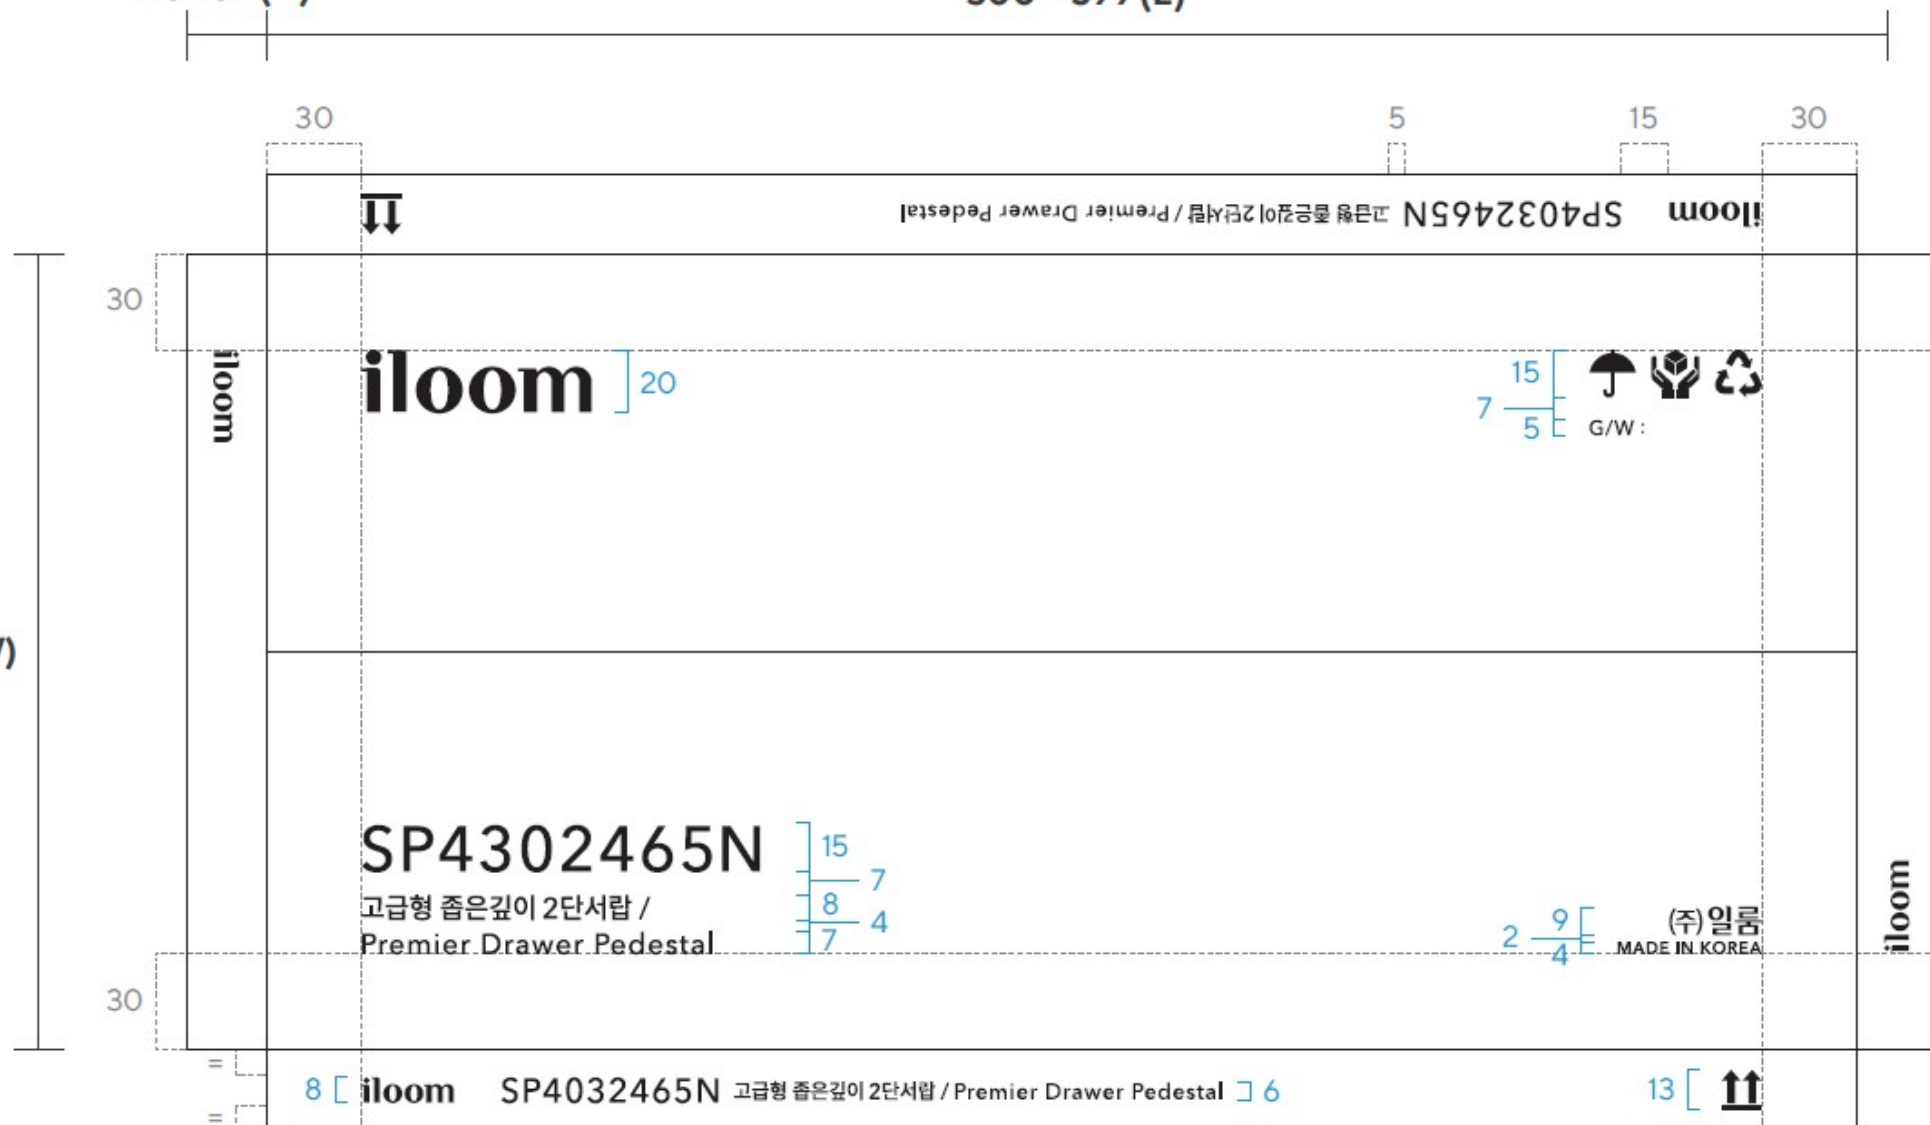 30 5 15 30
iloom SP4032465N 고급형 좁은깊이 2단서랍 / Premier Drawer Pedestal
30
iloom
iloom
20
15
7
5
G/W :
SP4302465N
고급형 좁은깊이 2단서랍 /
Premier Drawer Pedestal
15
7
8
4
7
9
2
4
(주)일룸
MADE IN KOREA
iloom
30
=
=
8
iloom SP4032465N 고급형 좁은깊이 2단서랍 / Premier Drawer Pedestal
6
13